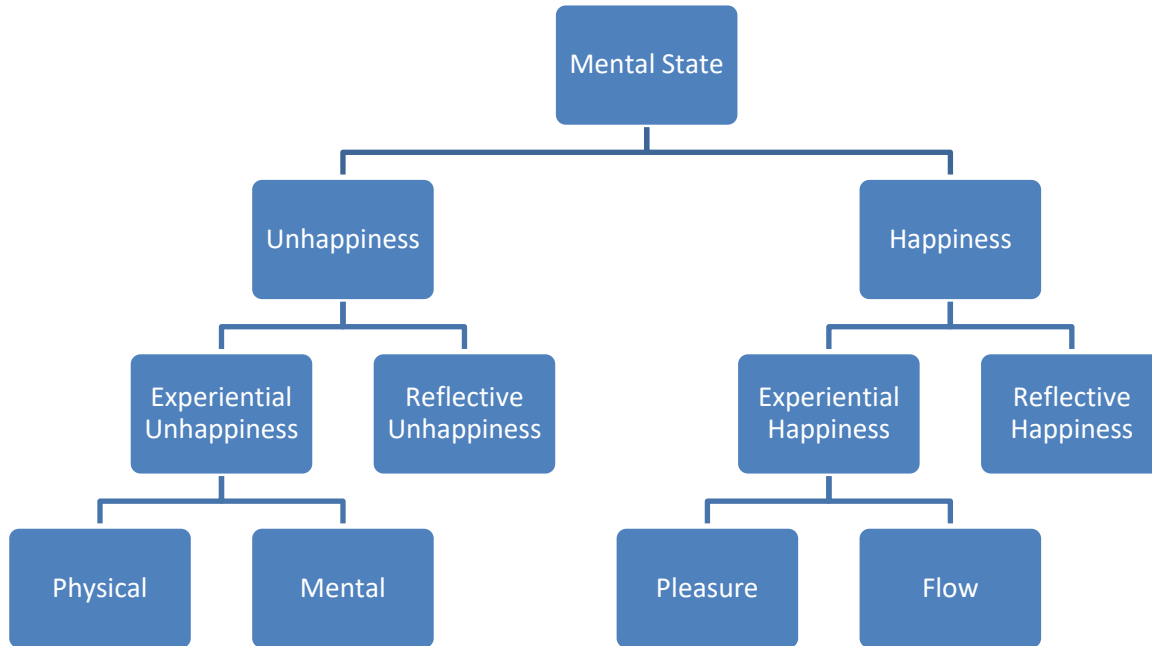 Mental State
Unhappiness
Happiness
Experiential
Unhappiness
Reflective
Unhappiness
Experiential
Happiness
Reflective
Happiness
Physical
Mental
Pleasure
Flow